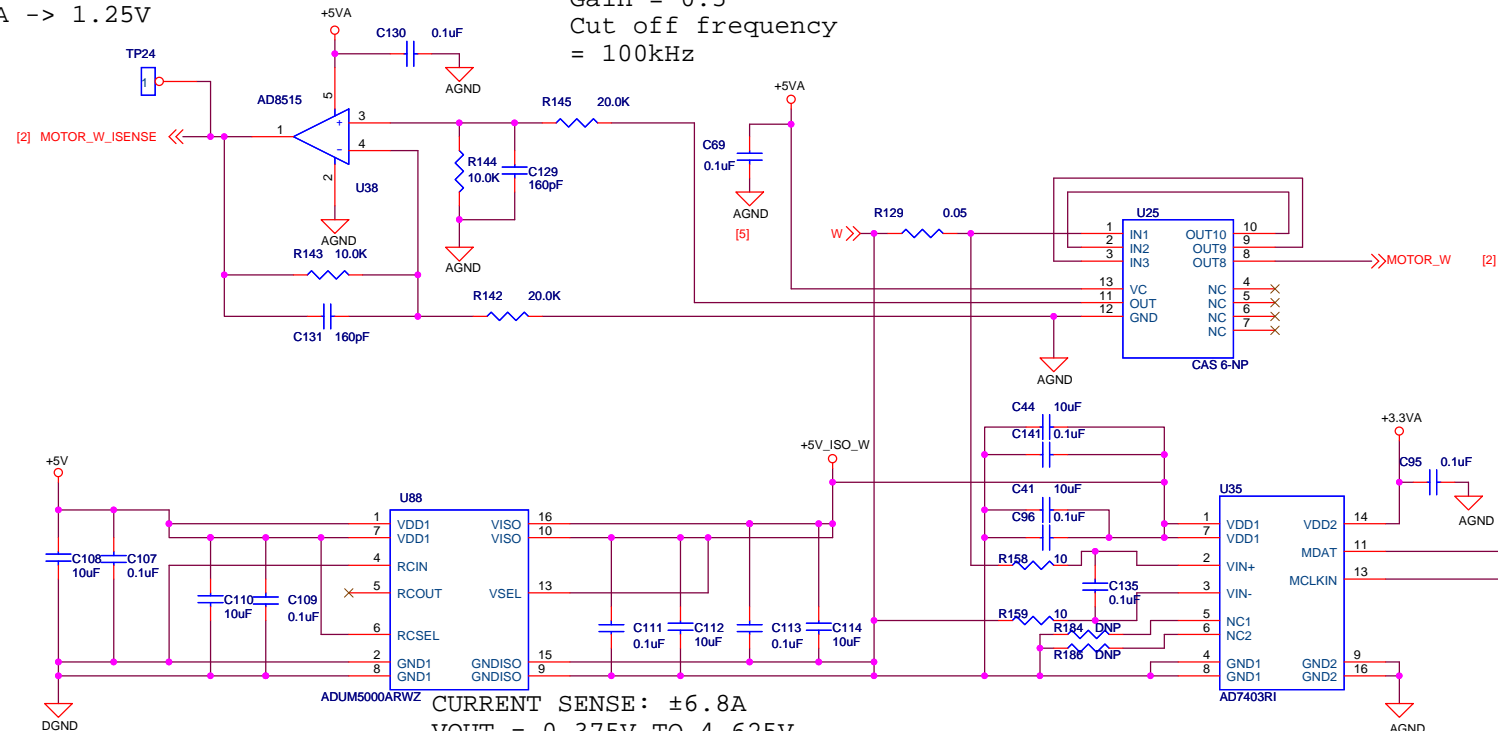 A -> 1.25V
Gain = 0.5
Cut off frequency
= 100kHz
+5VA
C130 0.1uF
AGND
TP24
1
AD8515
5
1
3
+
4
-
2
U38
AGND
[2] MOTOR_W_ISENSE
R145 20.0K
R144
10.0K
C129
160pF
AGND
R143 10.0K
C131 160pF
R142 20.0K
+5VA
C69
0.1uF
AGND
[5]
W
R129 0.05
U25
1 IN1 OUT10 10
2 IN2 OUT9 9
3 IN3 OUT8 8
MOTOR_W [2]
13 VC NC 4
11 OUT NC 5
12 GND NC 6
NC 7
CAS 6-NP
AGND
+5V
C108
10uF
C107
0.1uF
C110
10uF
C109
0.1uF
DGND
U88
1 VDD1 VISO 16
7 VDD1 VISO 10
4 RCIN
5 RCOUT VSEL 13
6 RCSEL
2 GND1 GNDISO 15
8 GND1 GNDISO 9
ADUM5000ARWZ
+5V_ISO_W
C111
0.1uF
C112
10uF
C113
0.1uF
C114
10uF
C44 10uF
C141 0.1uF
C41 10uF
C96 0.1uF
R158 10
C135
0.1uF
R159 10
R184 DNP
R186 DNP
U35
1 VDD1 VDD2 14
7 VDD1
2 VIN+ MDAT 11
3 VIN- MCLKIN 13
5 NC1
6 NC2
4 GND1 GND2 9
8 GND1 GND2 16
AD7403RI
+3.3VA
C95 0.1uF
AGND
AGND
CURRENT SENSE: ±6.8A
VOUT = 0.375V TO 4.625V